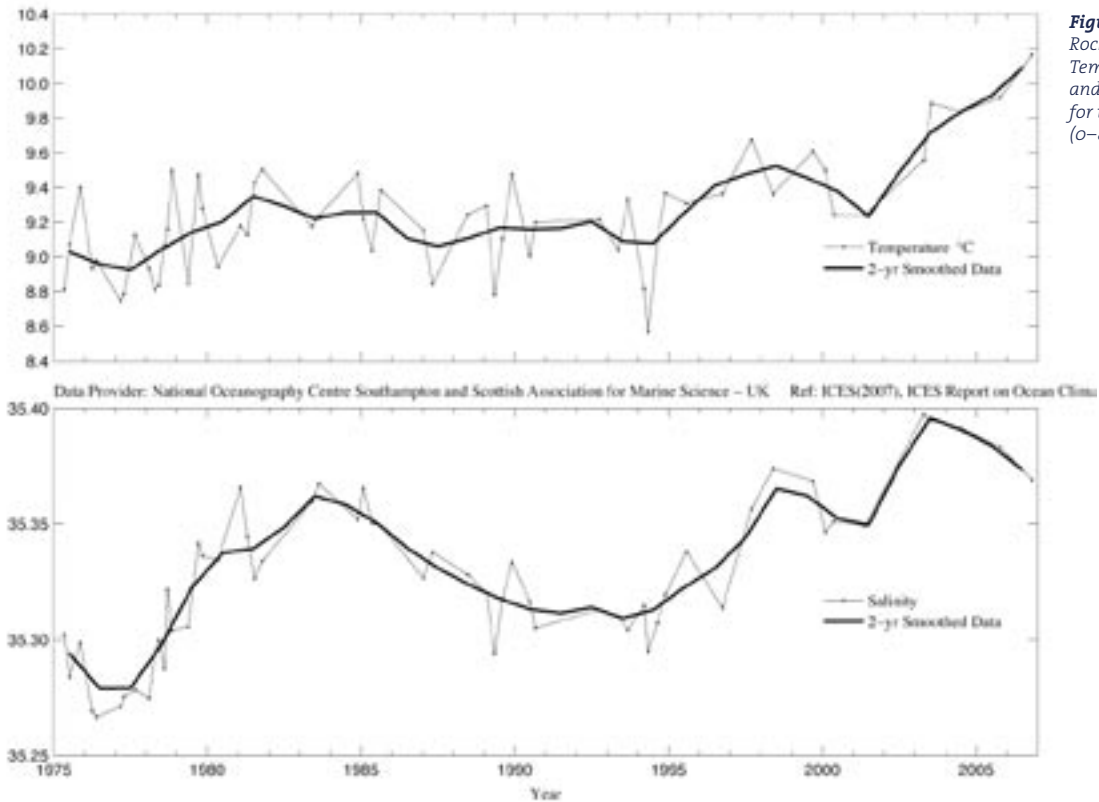 10.4
10.2
10.0
9.8
9.6
9.4
9.2
9.0
8.8
8.6
8.4
Temperature °C
2-yr Smoothed Data
Data Provider: National Oceanography Centre Southampton and Scottish Association for Marine Science - UK Ref: ICES(2007), ICES Report on Ocean
35.40
35.35
35.30
35.25
Salinity
2-yr Smoothed Data
1975 1980 1985 1990 1995 2000 2005
Year
and